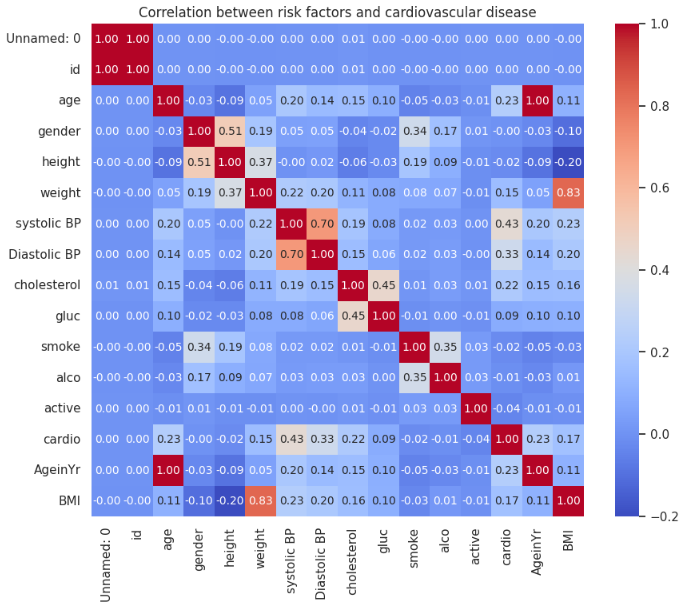 Correlation between risk factors and cardiovascular disease
Unnamed: 0 1.00 1.00 0.00 0.00 -0.00 -0.00 0.00 0.00 0.01 0.00 -0.00 0.00 0.00 0.00 0.00 -0.00
id 1.00 1.00 0.00 0.00 -0.00 -0.00 0.00 0.00 0.01 0.00 -0.00 0.00 0.00 0.00 0.00 -0.00
age 0.00 0.00 1.00 -0.03 -0.09 0.05 0.20 0.14 0.15 0.10 -0.05 -0.03 -0.01 0.23 1.00 0.11
gender 0.00 0.00 -0.03 1.00 0.51 0.19 0.05 0.05 -0.04 -0.02 0.34 0.17 0.01 -0.00 -0.03 -0.10
height -0.00 -0.00 -0.09 0.51 1.00 0.37 -0.00 0.02 -0.06 -0.03 0.19 0.09 -0.01 -0.02 -0.09 -0.20
weight -0.00 -0.00 0.05 0.19 0.37 1.00 0.22 0.20 0.11 0.08 0.08 0.07 -0.01 0.15 0.05 0.83
systolic BP 0.00 0.00 0.20 0.05 -0.00 0.22 1.00 0.70 0.19 0.08 0.02 0.03 0.00 0.43 0.20 0.23
Diastolic BP 0.00 0.00 0.14 0.05 0.02 0.20 0.70 1.00 0.15 0.06 0.02 0.03 -0.00 0.33 0.14 0.20
cholesterol 0.01 0.01 0.15 -0.04 -0.06 0.11 0.19 0.15 1.00 0.45 0.01 0.03 0.01 0.22 0.15 0.16
gluc 0.00 0.00 0.10 -0.02 -0.03 0.08 0.08 0.06 0.45 1.00 -0.01 0.00 -0.01 0.09 0.10 0.10
smoke -0.00 -0.00 -0.05 0.34 0.19 0.08 0.02 0.02 0.01 -0.01 1.00 0.35 0.03 -0.02 -0.05 -0.03
alco 0.00 0.00 -0.03 0.17 0.09 0.07 0.03 0.03 0.03 0.00 0.35 1.00 0.03 -0.01 -0.03 0.01
active 0.00 0.00 -0.01 0.01 -0.01 -0.01 0.00 -0.00 0.01 -0.01 0.03 0.03 1.00 -0.04 -0.01 -0.01
cardio 0.00 0.00 0.23 -0.00 -0.02 0.15 0.43 0.33 0.22 0.09 -0.02 -0.01 -0.04 1.00 0.23 0.17
AgeinYr 0.00 0.00 1.00 -0.03 -0.09 0.05 0.20 0.14 0.15 0.10 -0.05 -0.03 -0.01 0.23 1.00 0.11
BMI -0.00 -0.00 0.11 -0.10 -0.20 0.83 0.23 0.20 0.16 0.10 -0.03 0.01 -0.01 0.17 0.11 1.00
Unnamed: 0 id age gender height weight systolic BP Diastolic BP cholesterol gluc smoke alco active cardio AgeinYr BMI
1.0
0.8
0.6
0.4
0.2
0.0
−0.2